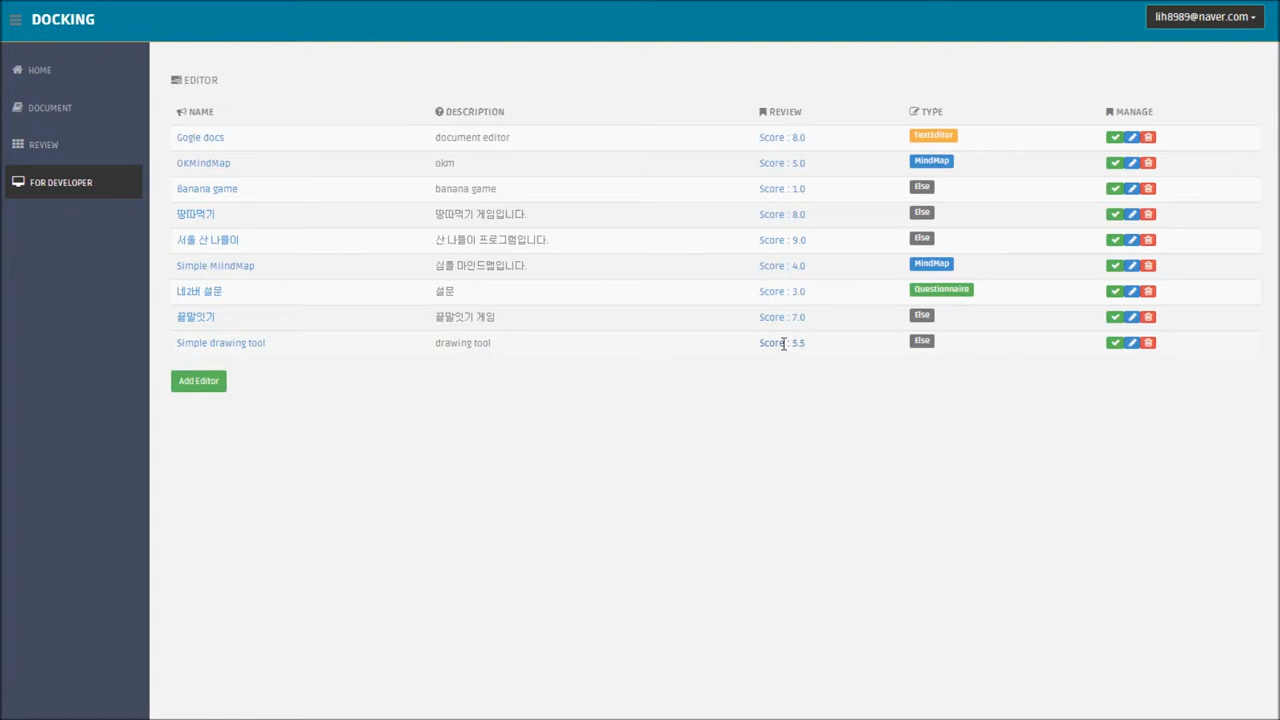 DOCKING
lih8989@naver.com
HOME
DOCUMENT
REVIEW
FOR DEVELOPER
EDITOR
NAME DESCRIPTION REVIEW TYPE MANAGE
Gogle docs document editor Score : 8.0 TextEditor
OKMindMap okm Score : 5.0 MindMap
Banana game banana game Score : 1.0 Else
땅따먹기 땅따먹기 게임입니다. Score : 8.0 Else
서울 산 나들이 산 나들이 프로그램입니다. Score : 9.0 Else
Simple MiindMap 심플 마인드맵입니다. Score : 4.0 MindMap
네2버 설문 설문 Score : 3.0 Questionnaire
끝말잇기 끝말잇기 게임 Score : 7.0 Else
Simple drawing tool drawing tool Score : 5.5 Else
Add Editor